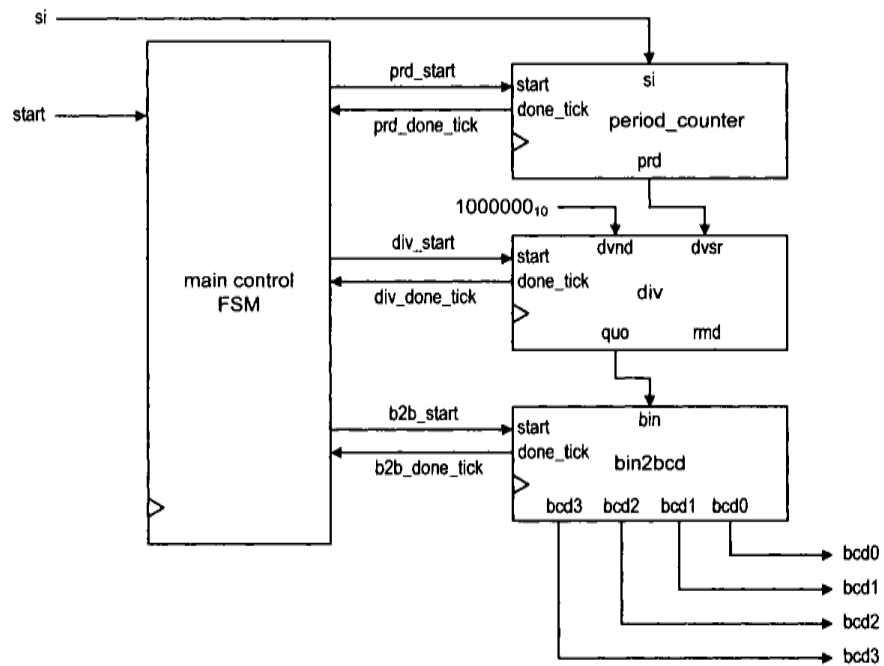 si
start
main control
FSM
prd_start
prd_done_tick
start
done_tick
si
period_counter
prd
1000000₁₀
div_start
div_done_tick
start
done_tick
dvnd dvsr
div
quo rmd
b2b_start
b2b_done_tick
start
done_tick
bin
bin2bcd
bcd3 bcd2 bcd1 bcd0
bcd0
bcd1
bcd2
bcd3